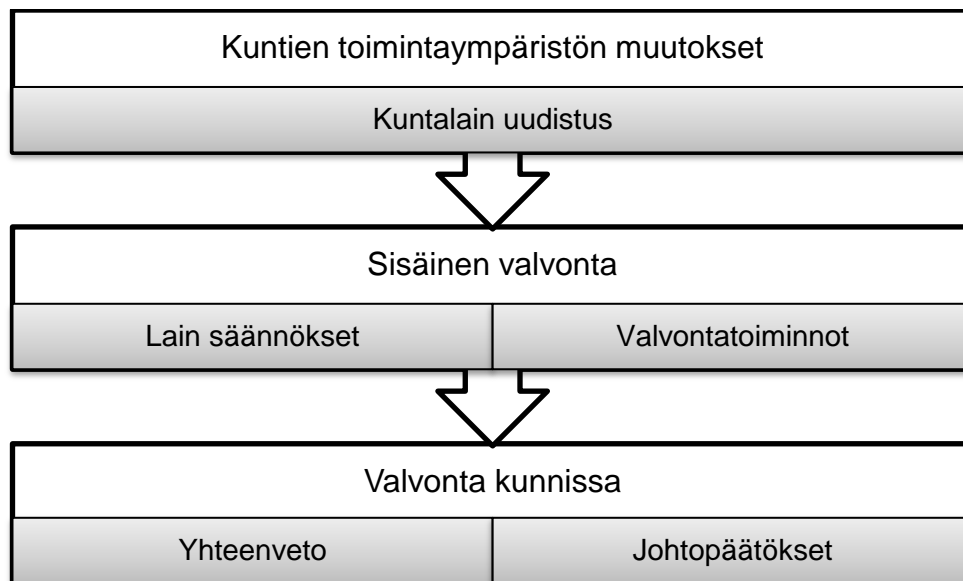 Kuntien toimintaympäristön muutokset
Kuntalain uudistus
Sisäinen valvonta
Lain säännökset
Valvontatoiminnot
Valvonta kunnissa
Yhteenveto
Johtopäätökset